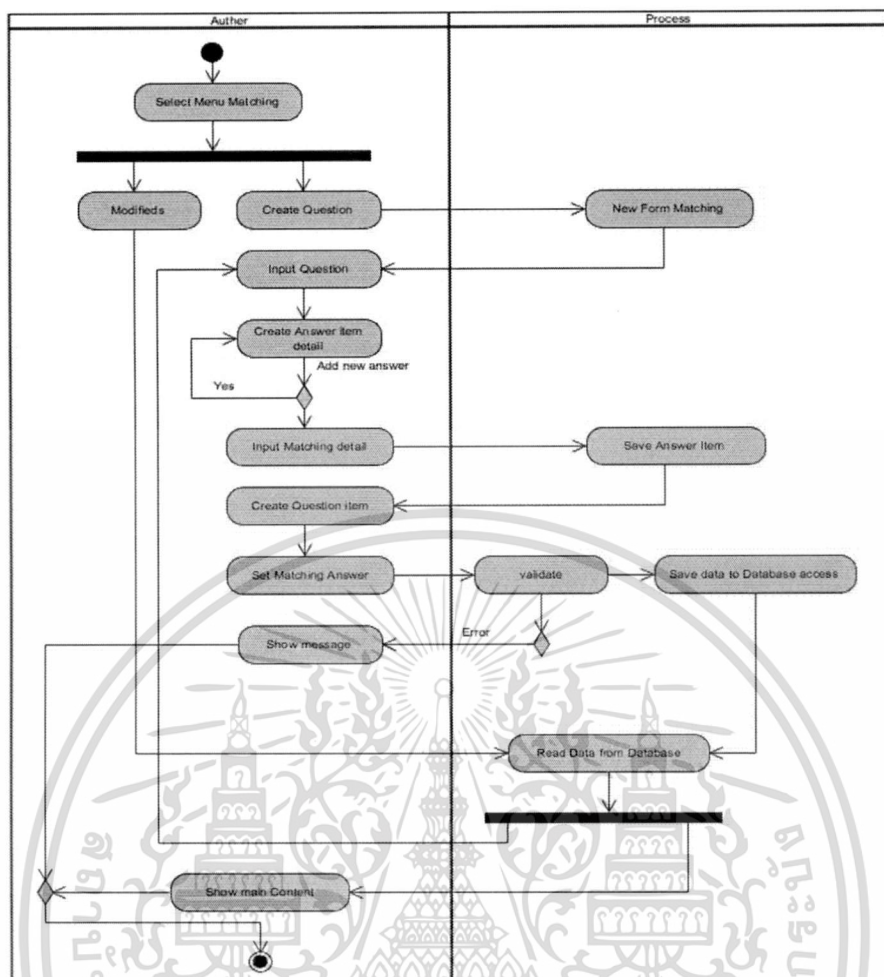 Auther
Process
Select Menu Matching
Modifieds
Create Question
New Form Matching
Input Question
Create Answer item
detail
Add new answer
Yes
Input Matching detail
Save Answer Item
Create Question item
Set Matching Answer
validate
Save data to Database access
Error
Show message
Read Data from Database
Show main Content